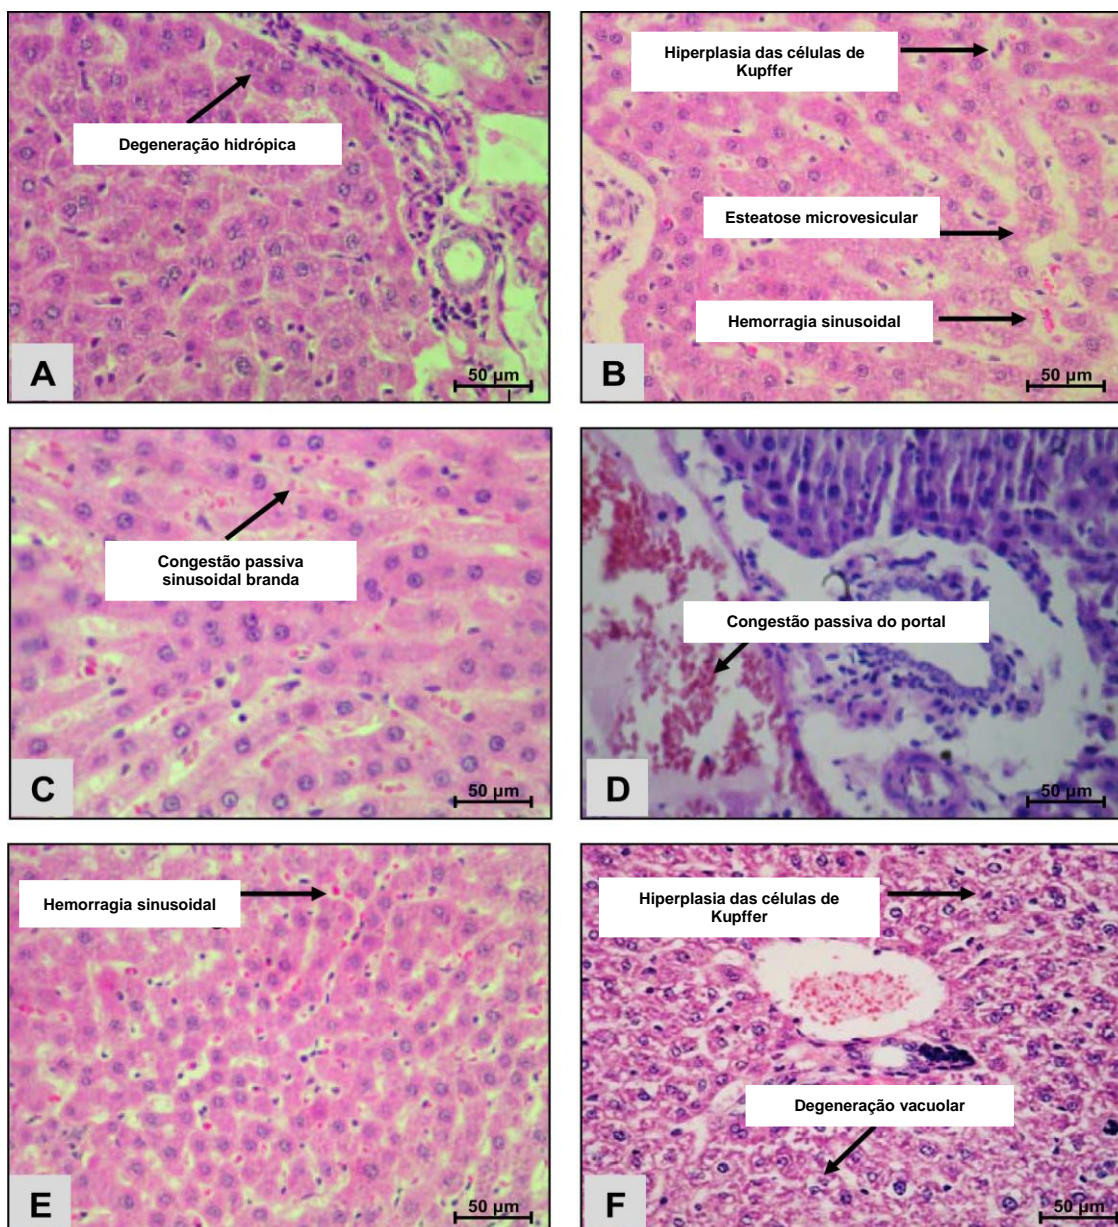 Degeneração hidrópica
A
50 µm
Hiperplasia das células de
Kupffer
Esteatose microvesicular
Hemorragia sinusoidal
B
50 µm
Congestão passiva
sinusoidal branda
C
50 µm
Congestão passiva do portal
D
50 µm
Hemorragia sinusoidal
E
50 µm
Hiperplasia das células de
Kupffer
Degeneração vacuolar
F
50 µm